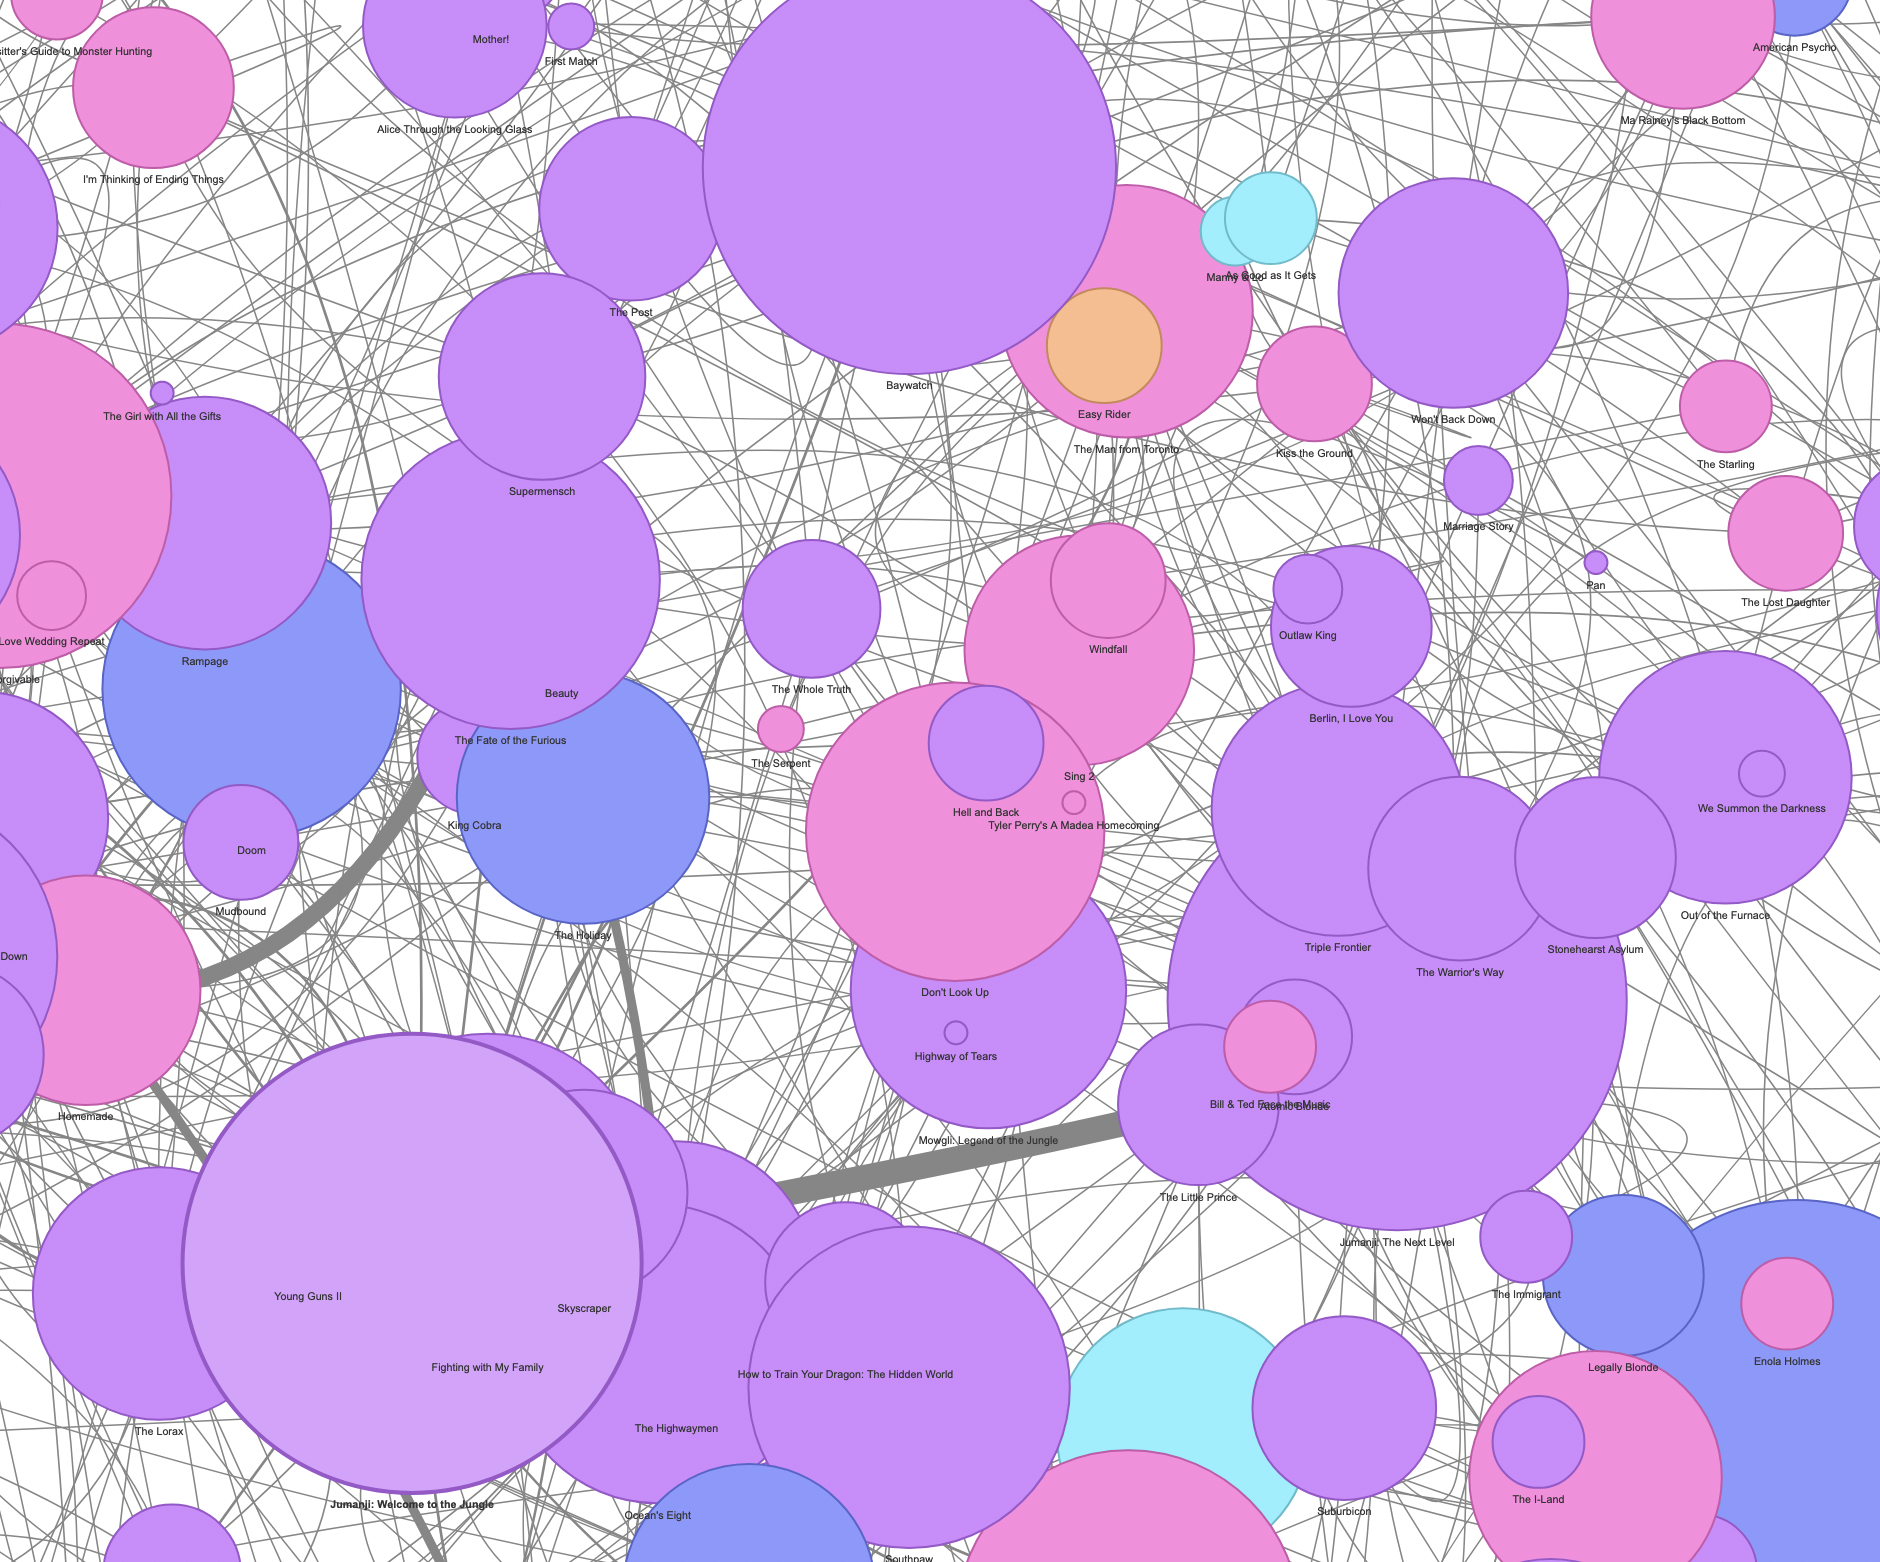 sitter's Guide to Monster Hunting
Mother!
First Match
American Psycho
Alice Through the Looking Glass
Ma Rainey's Black Bottom
I'm Thinking of Ending Things
Manny & Lo
As Good as It Gets
The Post
Baywatch
Easy Rider
The Girl with All the Gifts
Won't Back Down
The Man from Toronto
Kiss the Ground
The Starling
Supermensch
Marriage Story
Pan
The Lost Daughter
Outlaw King
Love Wedding Repeat
Windfall
Rampage
rgivable
Beauty
The Whole Truth
Berlin, I Love You
The Fate of the Furious
The Serpent
Sing 2
Hell and Back
We Summon the Darkness
King Cobra
Tyler Perry's A Madea Homecoming
Doom
Mudbound
Out of the Furnace
The Holiday
Triple Frontier
Stonehearst Asylum
Down
The Warrior's Way
Don't Look Up
Highway of Tears
Bill & Ted Face the Music
Atomic Blonde
Homemade
Mowgli: Legend of the Jungle
The Little Prince
Jumanji: The Next Level
Young Guns II
The Immigrant
Skyscraper
Fighting with My Family
Enola Holmes
Legally Blonde
How to Train Your Dragon: The Hidden World
The Lorax
The Highwaymen
The I-Land
Jumanji: Welcome to the Jungle
Ocean's Eight
Suburbicon
Southpaw